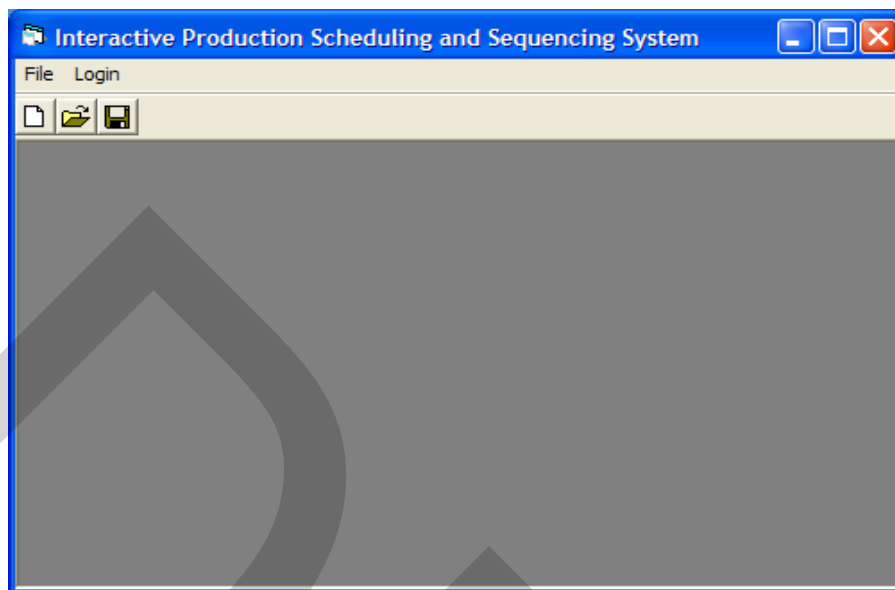 Interactive Production Scheduling and Sequencing System
File Login